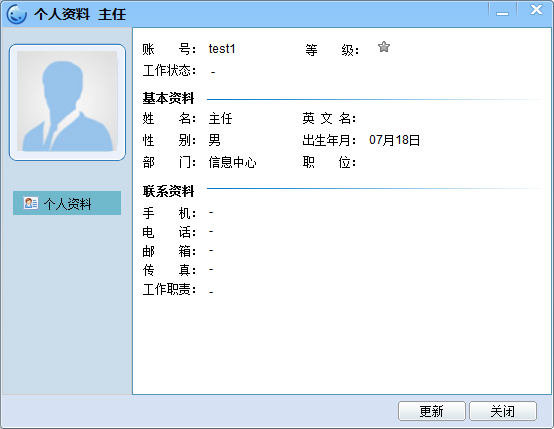 个人资料 主任
账 号： test1 等 级：
工作状态： -
基本资料
姓 名： 主任 英 文 名：
性 别： 男 出生年月： 07月18日
部 门： 信息中心 职 位：
个人资料
联系资料
手 机： -
电 话： -
邮 箱： -
传 真： -
工作职责： -
更新 关闭